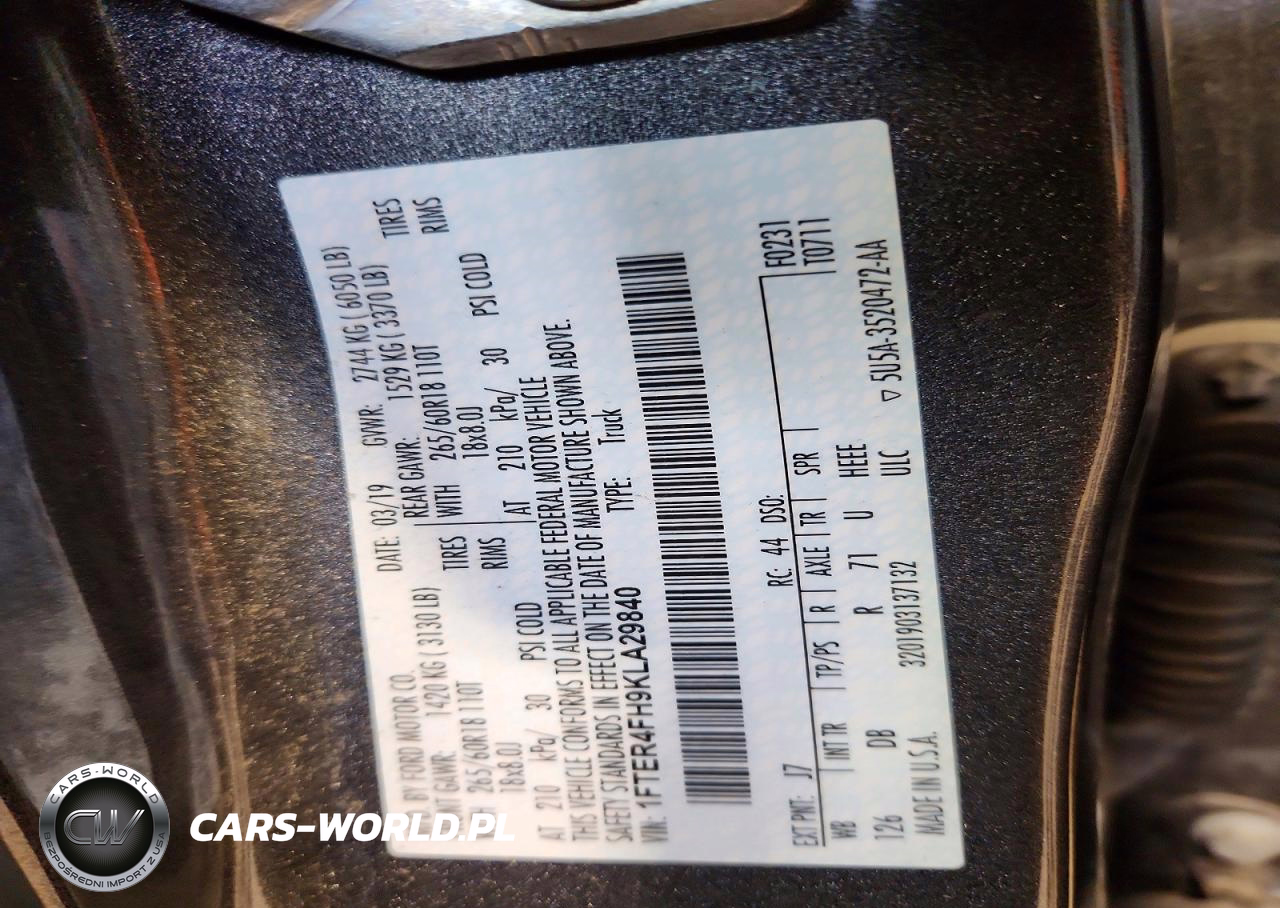 BY FORD MOTOR CO.
DATE: 03/19 GVWR: 2744 KG ( 6050 LB)
GAWR: 1420 KG ( 3130 LB) REAR GAWR: 1529 KG ( 3370 LB)
265/60R18 110T TIRES WITH 265/60R18 110T TIRES
18x8.0J RIMS 18x8.0J RIMS
AT 210 kPa/ 30 PSI COLD AT 210 kPa/ 30 PSI COLD
THIS VEHICLE CONFORMS TO ALL APPLICABLE FEDERAL MOTOR VEHICLE
SAFETY STANDARDS IN EFFECT ON THE DATE OF MANUFACTURE SHOWN ABOVE.
VIN: 1FTER4FH9KLA29840 TYPE: Truck
EXT PNT: J7 RC: 44 DSO: F0231
WB INT TR TP/PS R AXLE TR SPR T0711
126 DB R 71 U HEEE
MADE IN U.S.A. 3201903137132 ULC ▽ 5U5A-3520472-AA
CARS-WORLD
CW
BEZPOŚREDNI IMPORT Z USA
CARS-WORLD.PL